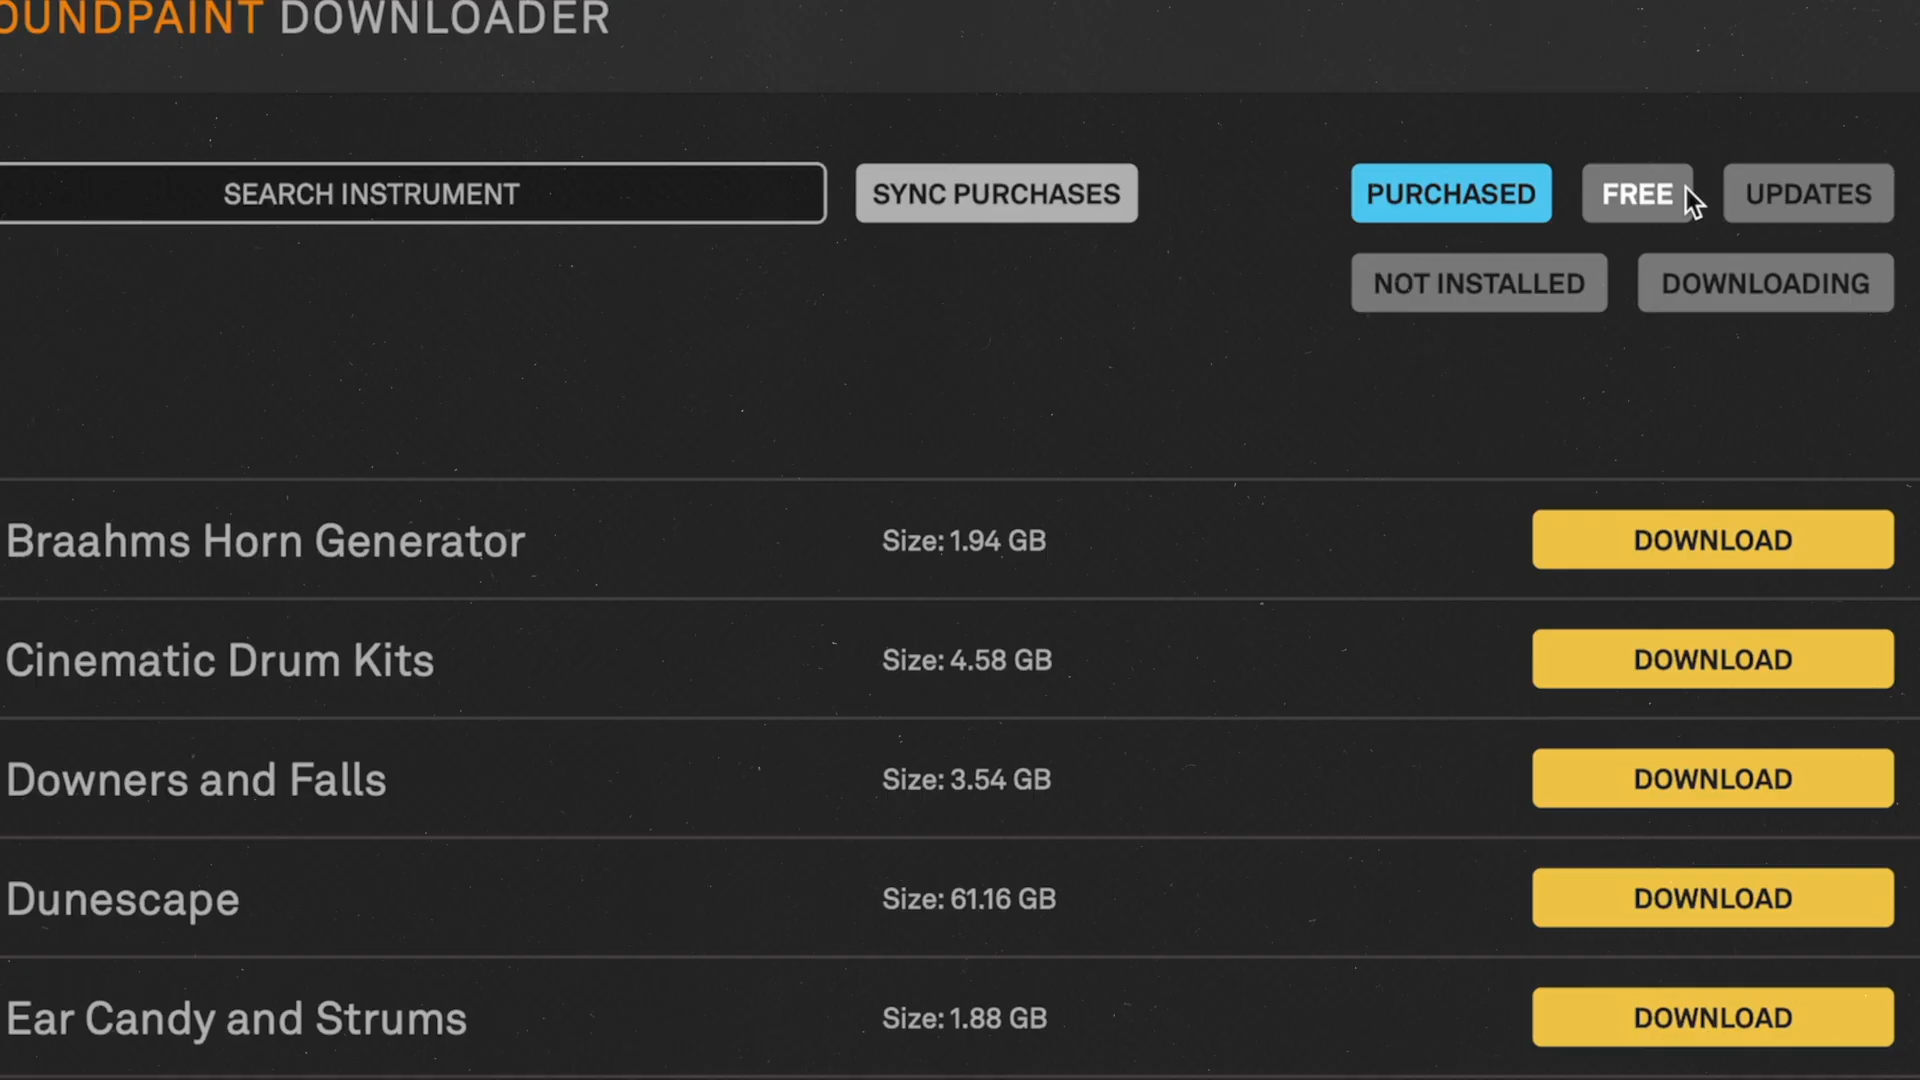 OUNDPAINT DOWNLOADER
SEARCH INSTRUMENT
SYNC PURCHASES
PURCHASED
FREE
UPDATES
NOT INSTALLED
DOWNLOADING
Braahms Horn Generator
Size: 1.94 GB
DOWNLOAD
Cinematic Drum Kits
Size: 4.58 GB
DOWNLOAD
Downers and Falls
Size: 3.54 GB
DOWNLOAD
Dunescape
Size: 61.16 GB
DOWNLOAD
Ear Candy and Strums
Size: 1.88 GB
DOWNLOAD